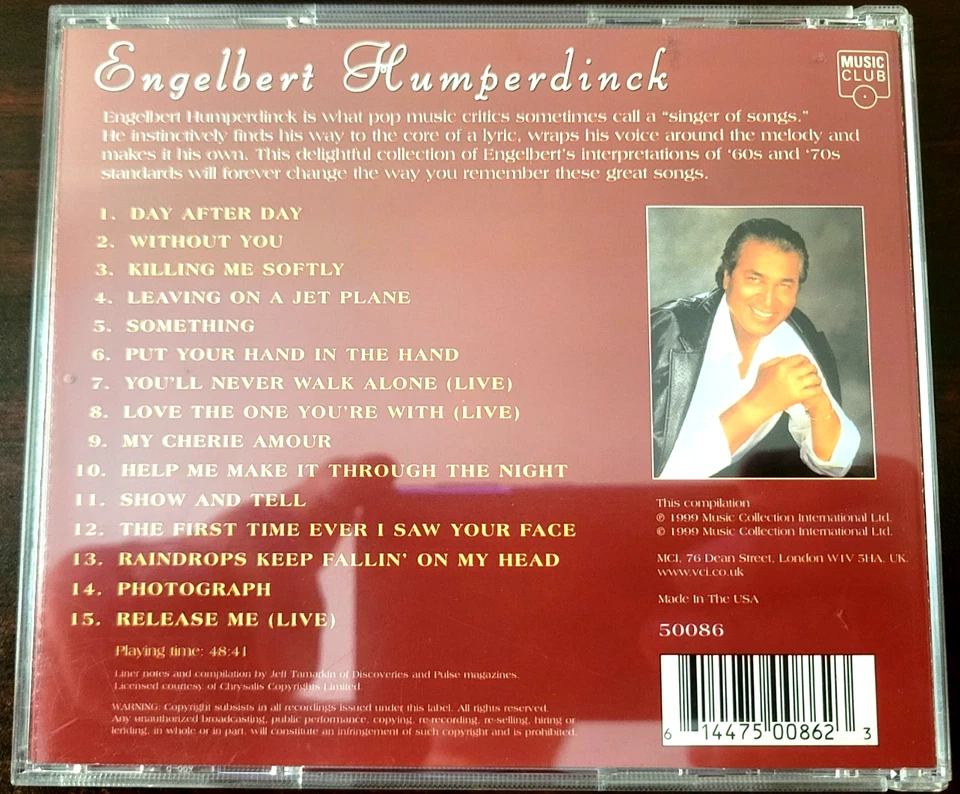 Engelbert Humperdinck
MUSIC
CLUB
Engelbert Humperdinck is what pop music critics sometimes call a “singer of songs.”
He instinctively finds his way to the core of a lyric, wraps his voice around the melody and
makes it his own. This delightful collection of Engelbert’s interpretations of ‘60s and ‘70s
standards will forever change the way you remember these great songs.
1. DAY AFTER DAY
2. WITHOUT YOU
3. KILLING ME SOFTLY
4. LEAVING ON A JET PLANE
5. SOMETHING
6. PUT YOUR HAND IN THE HAND
7. YOU’LL NEVER WALK ALONE (LIVE)
8. LOVE THE ONE YOU’RE WITH (LIVE)
9. MY CHERIE AMOUR
10. HELP ME MAKE IT THROUGH THE NIGHT
11. SHOW AND TELL
12. THE FIRST TIME EVER I SAW YOUR FACE
13. RAINDROPS KEEP FALLIN’ ON MY HEAD
14. PHOTOGRAPH
15. RELEASE ME (LIVE)
Playing time: 48:41
Liner notes and compilation by Jeff Tamarkin of Discoveries and Pulse magazines.
Licensed courtesy of Chrysalis Copyrights Limited.
WARNING: Copyright subsists in all recordings issued under this label. All rights reserved.
Any unauthorized broadcasting, public performance, copying, re-recording, re-selling, hiring or
lending, in whole or in part, will constitute an infringement of such copyright and is prohibited.
This compilation
℗ 1999 Music Collection International Ltd.
© 1999 Music Collection International Ltd.
MCI, 76 Dean Street, London W1V 5HA, UK.
www.vci.co.uk
Made In The USA
50086
6 14475 00862 3